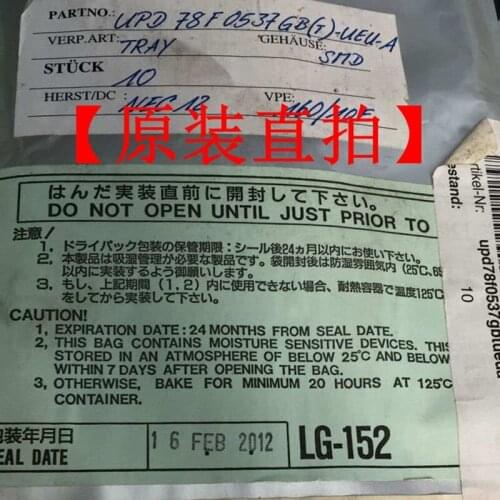 PARTNO.: UPD 78F0537GB(T)-UEU-A
VERP.ART: TRAY GEHÄUSE: SMD
STÜCK 10
HERST/DC: NEC 12 VPE:
【原装直拍】
はんだ実装直前に開封して下さい。
DO NOT OPEN UNTIL JUST PRIOR TO
注意/
1. ドライパック包装の保管期限:シール後24ヵ月以内にお使い下さい
2. 本製品は吸湿管理が必要な製品です。袋開封後は防湿雰囲気内(25℃, 65
以内に実装するよう御願いします。
3. もし、上記期間(1, 2)内に使用できない場合、耐熱容器で温度125℃
をしてから実装して下さい。
CAUTION!
1, EXPIRATION DATE: 24 MONTHS FROM SEAL DATE.
2, THIS BAG CONTAINS MOISTURE SENSITIVE DEVICES. THIS
STORED IN AN ATMOSPHERE OF BELOW 25℃ AND BELOW
WITHIN 7 DAYS AFTER OPENING THE BAG.
3, OTHERWISE, BAKE FOR MINIMUM 20 HOURS AT 125℃
CONTAINER.
包装年月日
EAL DATE
16 FEB 2012
LG-152
rtikel-Nr.:
estand:
upd78f0537gbtueua
10